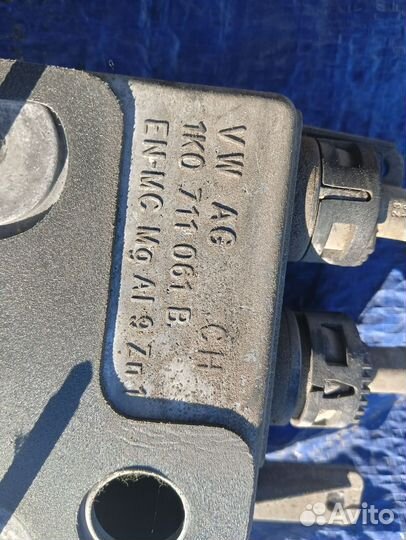 VW AG CH
1K0 711 061 B
EN-MC Mg Al 9 Zn 1
Avito